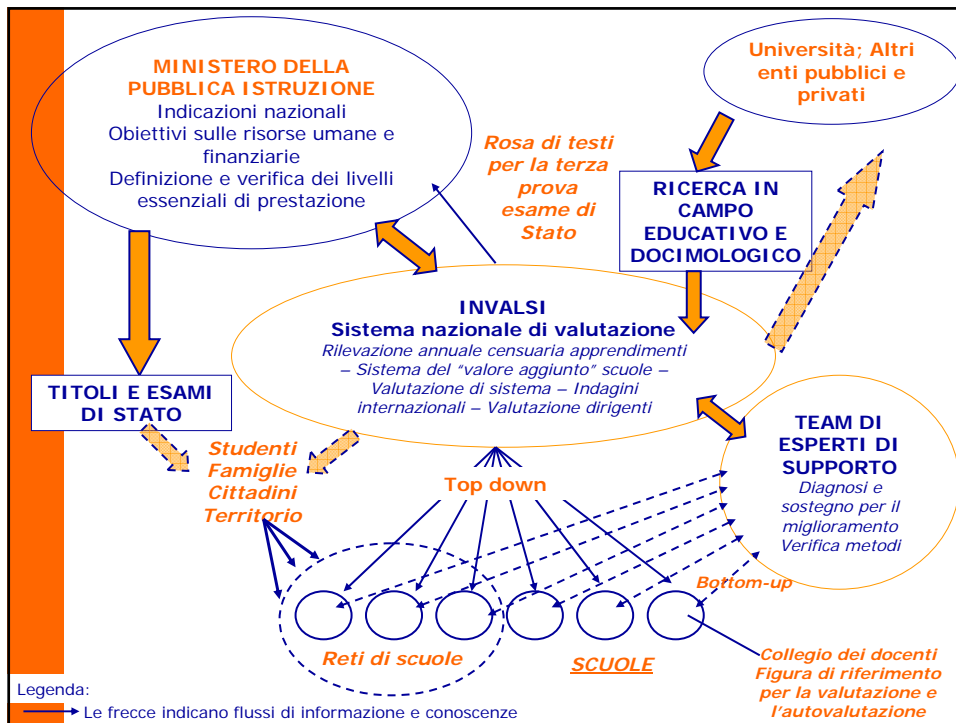 MINISTERO DELLA
PUBBLICA ISTRUZIONE
Indicazioni nazionali
Obiettivi sulle risorse umane e
finanziarie
Definizione e verifica dei livelli
essenziali di prestazione
Università; Altri
enti pubblici e
privati
Rosa di testi
per la terza
prova
esame di
Stato
RICERCA IN
CAMPO
EDUCATIVO E
DOCIMOLOGICO
INVALSI
Sistema nazionale di valutazione
Rilevazione annuale censuaria apprendimenti
– Sistema del "valore aggiunto" scuole –
Valutazione di sistema – Indagini
internazionali – Valutazione dirigenti
TITOLI E ESAMI
DI STATO
Studenti
Famiglie
Cittadini
Territorio
Top down
TEAM DI
ESPERTI DI
SUPPORTO
Diagnosi e
sostegno per il
miglioramento
Verifica metodi
Bottom-up
Reti di scuole
SCUOLE
Collegio dei docenti
Figura di riferimento
per la valutazione e
l'autovalutazione
Legenda:
Le frecce indicano flussi di informazione e conoscenze